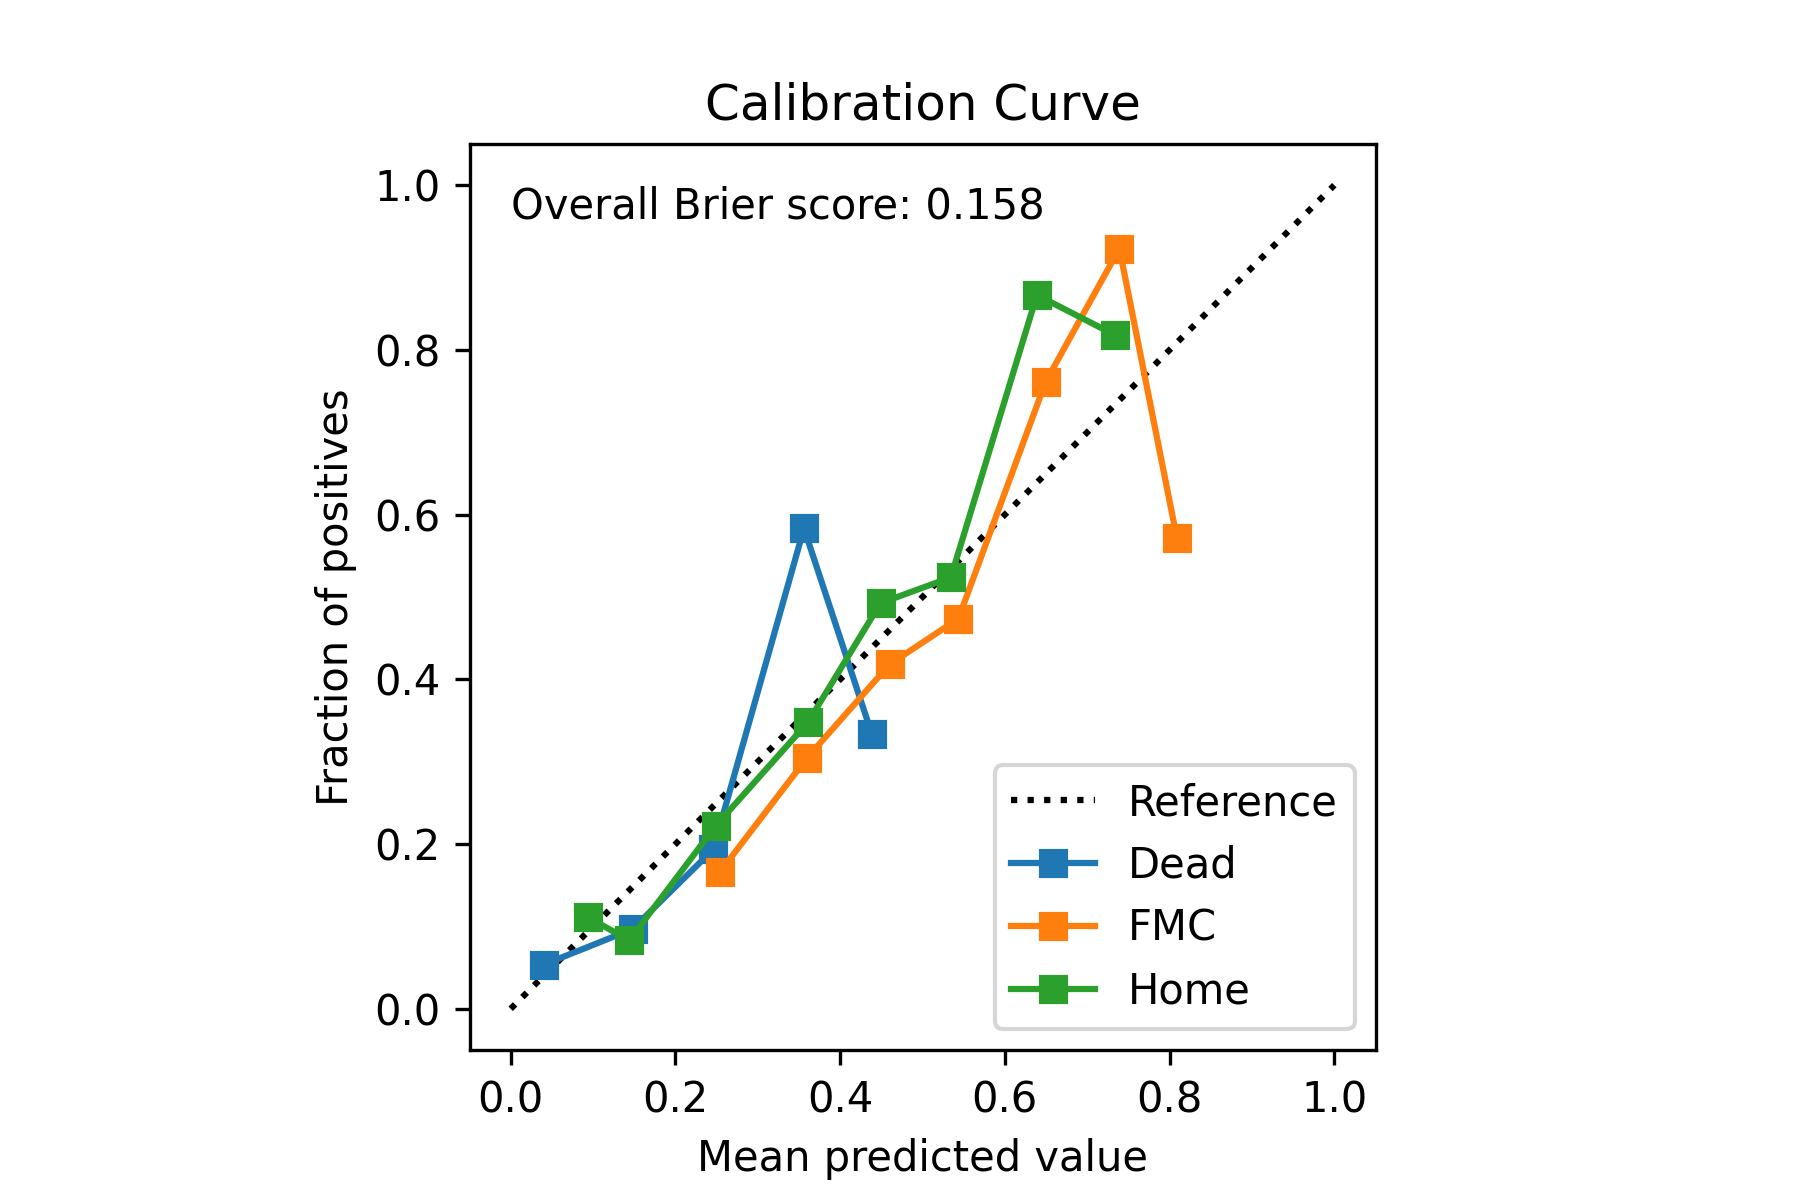 Calibration Curve
Overall Brier score: 0.158
1.0
0.8
0.6
0.4
0.2
0.0
Fraction of positives
Reference
Dead
FMC
Home
0.0 0.2 0.4 0.6 0.8 1.0
Mean predicted value